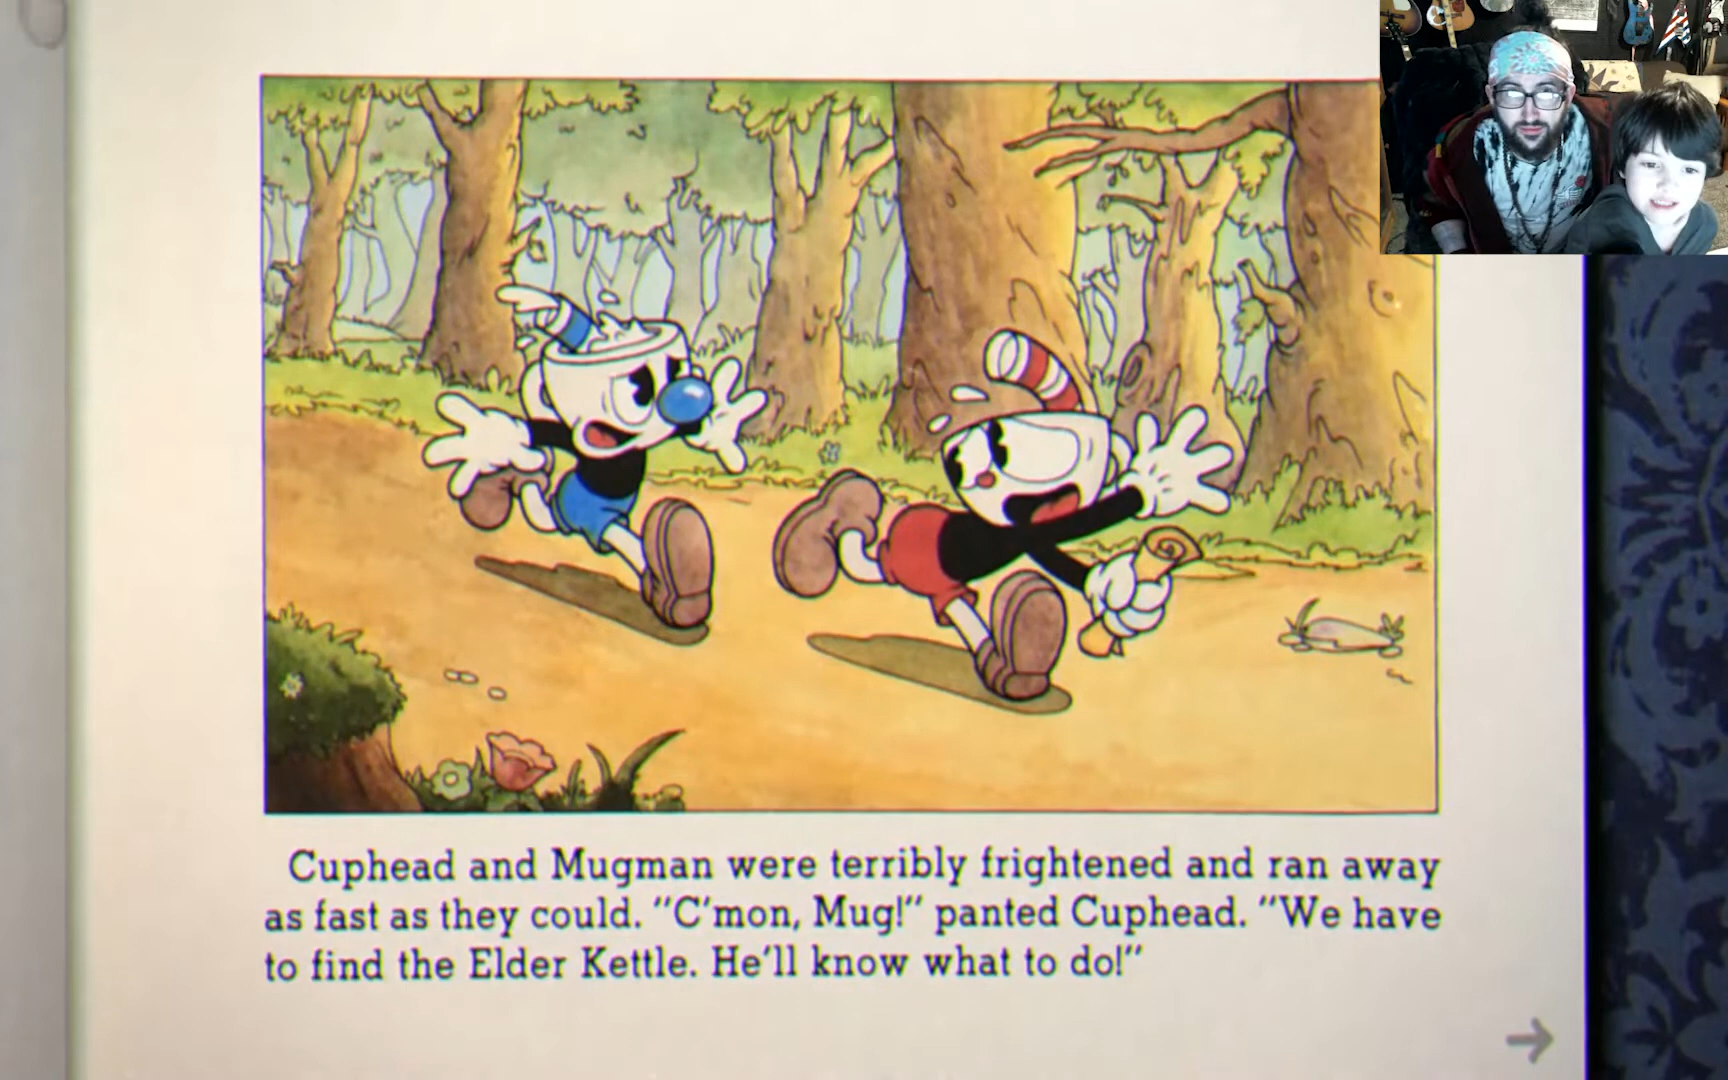 Cuphead and Mugman were terribly frightened and ran away
as fast as they could. "C'mon, Mug!" panted Cuphead. "We have
to find the Elder Kettle. He'll know what to do!"